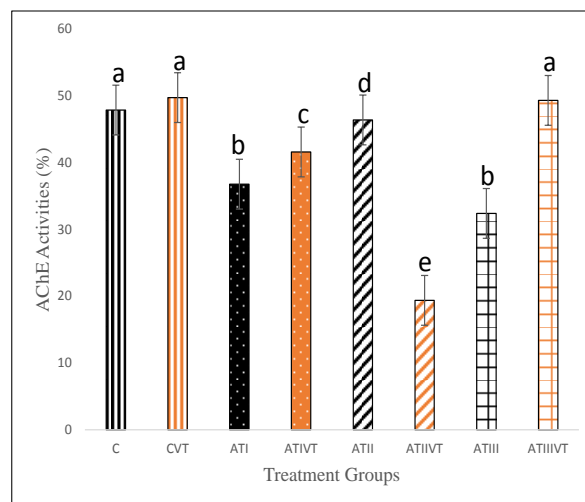 60
50
40
30
20
10
0
AChE Activities (%)
a
a
b
c
d
e
b
a
C CVT ATI ATIVT ATII ATIIVT ATIII ATIIIVT
Treatment Groups